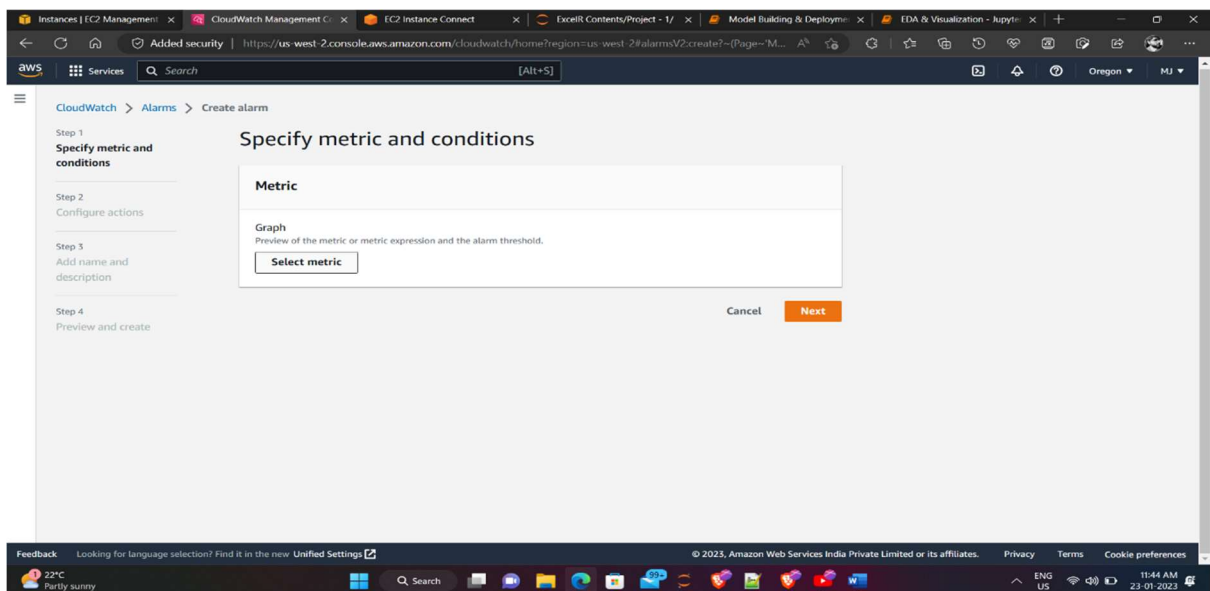 Instances | EC2 Management
CloudWatch Management Co
EC2 Instance Connect
ExcelR Contents/Project - 1/
Model Building & Deployme
EDA & Visualization - Jupyter
Added security | https://us-west-2.console.aws.amazon.com/cloudwatch/home?region=us-west-2#alarmsV2:create?~(Page~'M...
aws
Services
Search
[Alt+S]
Oregon
MJ
CloudWatch > Alarms > Create alarm
Step 1
Specify metric and
conditions
Step 2
Configure actions
Step 3
Add name and
description
Step 4
Preview and create
Specify metric and conditions
Metric
Graph
Preview of the metric or metric expression and the alarm threshold.
Select metric
Cancel
Next
Feedback
Looking for language selection? Find it in the new Unified Settings
© 2023, Amazon Web Services India Private Limited or its affiliates.
Privacy
Terms
Cookie preferences
1
22°C
Partly sunny
Search
99+
ENG
US
11:44 AM
23-01-2023